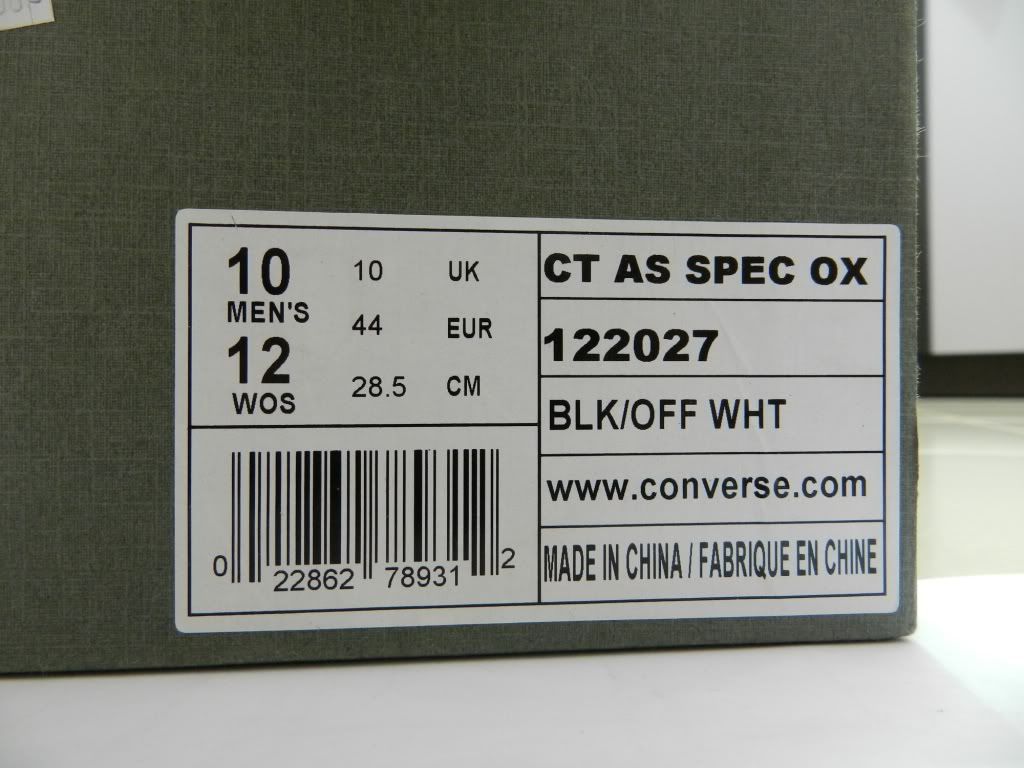 10
MEN'S
12
WOS
10 UK
44 EUR
28.5 CM
0 22862 78931 2
CT AS SPEC OX
122027
BLK/OFF WHT
www.converse.com
MADE IN CHINA / FABRIQUE EN CHINE